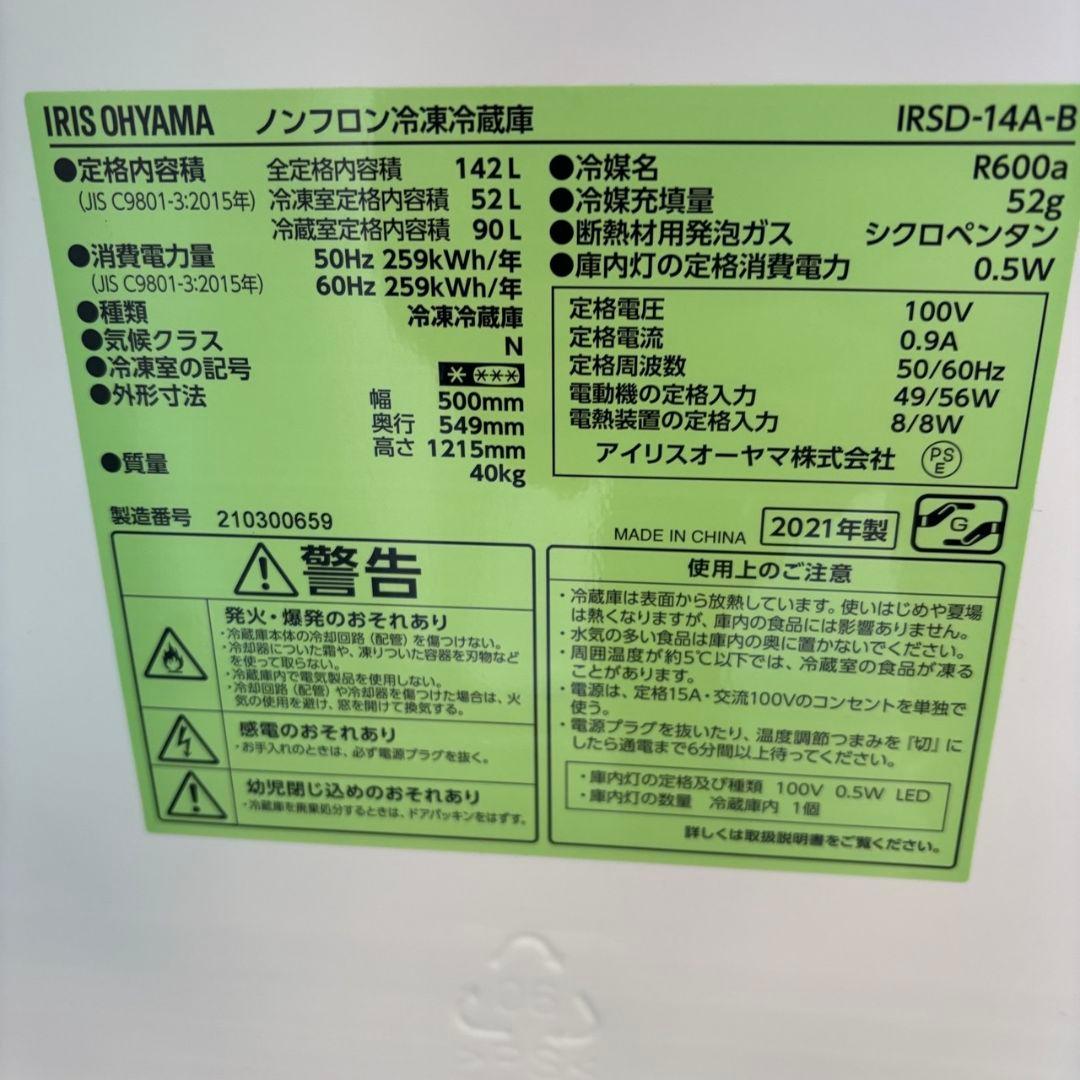 IRIS OHYAMA ノンフロン冷凍冷蔵庫 IRSD-14A-B
●定格内容積 全定格内容積 142L
(JIS C9801-3:2015年) 冷凍室定格内容積 52L
冷蔵室定格内容積 90L
●消費電力量 50Hz 259kWh/年
(JIS C9801-3:2015年) 60Hz 259kWh/年
●種類 冷凍冷蔵庫
●気候クラス N
●冷凍室の記号
●外形寸法 幅 500mm
奥行 549mm
高さ 1215mm
●質量 40kg
製造番号 210300659
●冷媒名 R600a
●冷媒充填量 52g
●断熱材用発泡ガス シクロペンタン
●庫内灯の定格消費電力 0.5W
定格電圧 100V
定格電流 0.9A
定格周波数 50/60Hz
電動機の定格入力 49/56W
電熱装置の定格入力 8/8W
アイリスオーヤマ株式会社 PSE
MADE IN CHINA 2021年製 G
警告
発火・爆発のおそれあり
・冷蔵庫本体の冷却回路（配管）を傷つけない。
・冷却器についた霜や、凍りついた容器を刃物など
を使って取らない。
・冷蔵庫内で電気製品を使用しない。
・冷却回路（配管）や冷却器を傷つけた場合は、火
気の使用を避け、窓を開けて換気する。
感電のおそれあり
・お手入れのときは、必ず電源プラグを抜く。
幼児閉じ込めのおそれあり
・冷蔵庫を廃棄処分するときは、ドアパッキンをはずす。
使用上のご注意
・冷蔵庫は表面から放熱しています。使いはじめや夏場
は熱くなりますが、庫内の食品には影響ありません。
・水気の多い食品は庫内の奥に置かないでください。
・周囲温度が約5℃以下では、冷蔵室の食品が凍る
ことがあります。
・電源は、定格15A・交流100Vのコンセントを単独で
使う。
・電源プラグを抜いたり、温度調節つまみを『切』に
したら通電まで6分間以上待ってください。
・庫内灯の定格及び種類 100V 0.5W LED
・庫内灯の数量 冷蔵庫内 1個
詳しくは取扱説明書をご覧ください。